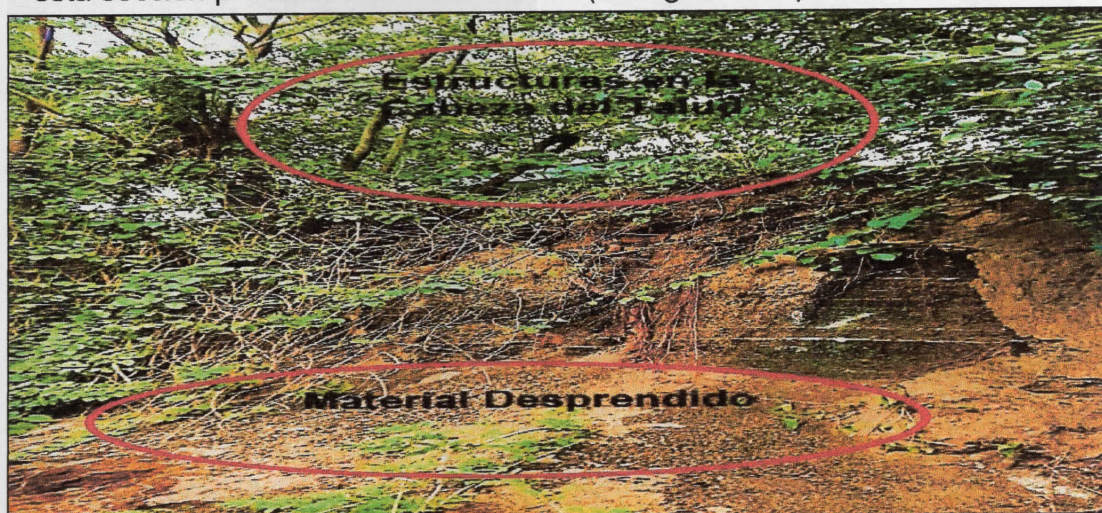 Estructuras en la
Cabeza del Talud
Material Desprendido